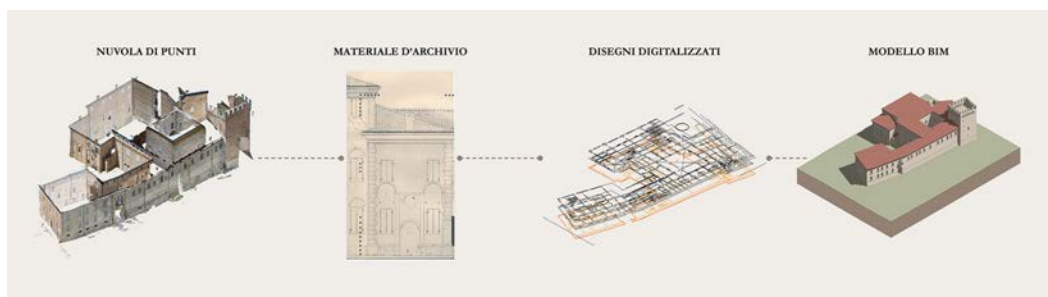 NUVOLA DI PUNTI
MATERIALE D'ARCHIVIO
DISEGNI DIGITALIZZATI
MODELLO BIM